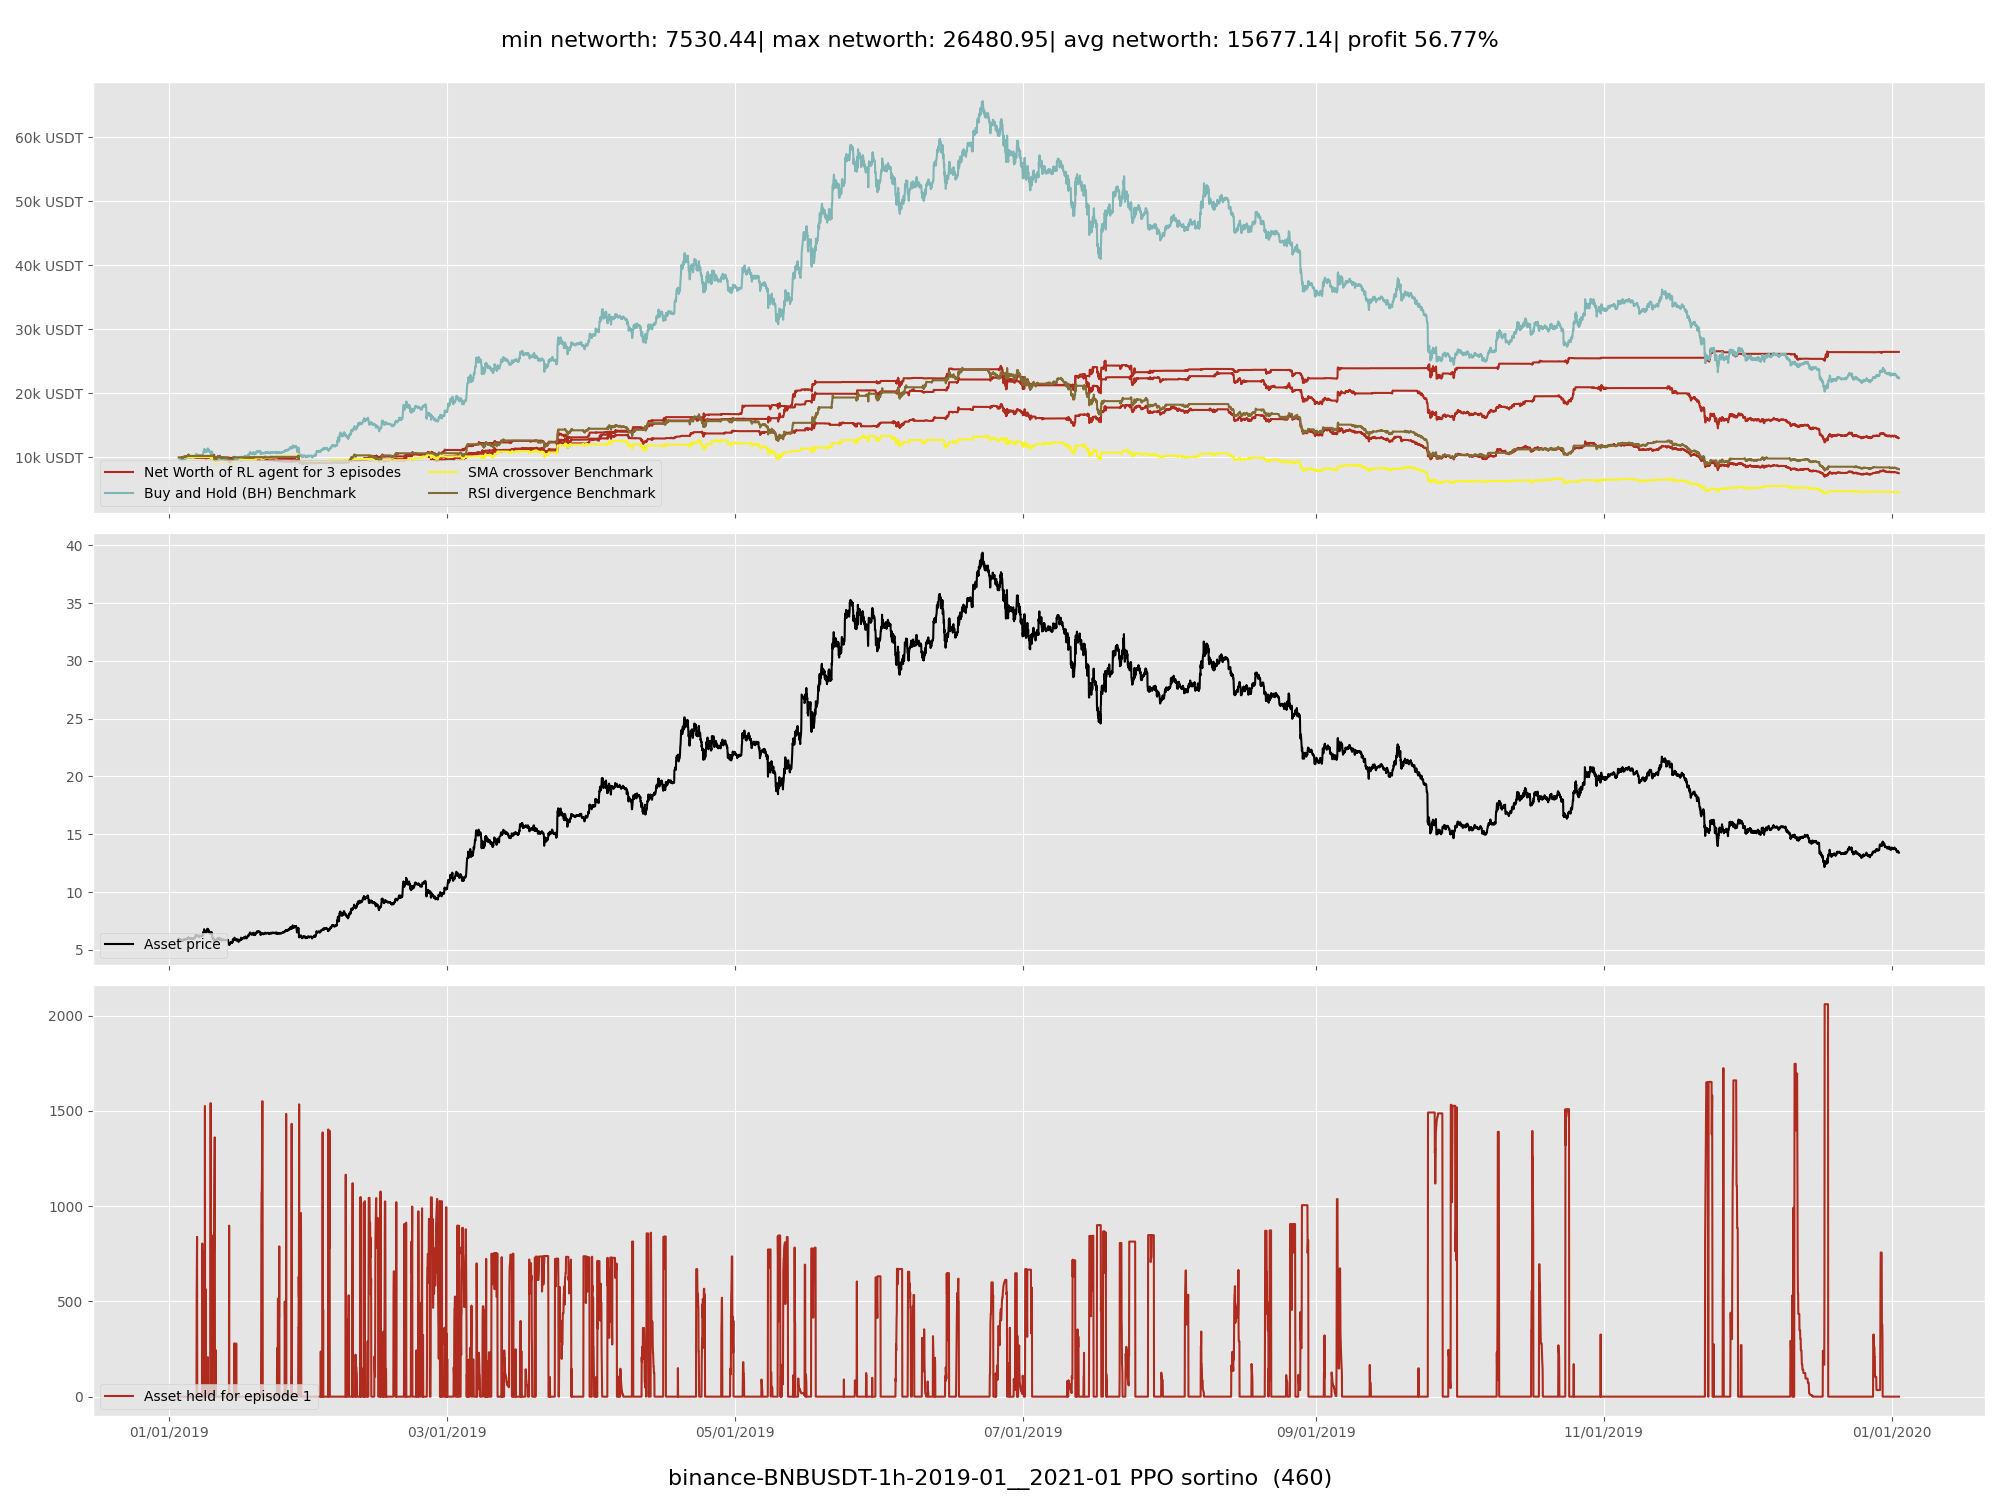 min networth: 7530.44| max networth: 26480.95| avg networth: 15677.14| profit 56.77%
60k USDT
50k USDT
40k USDT
30k USDT
20k USDT
10k USDT
Net Worth of RL agent for 3 episodes
Buy and Hold (BH) Benchmark
SMA crossover Benchmark
RSI divergence Benchmark
40
35
30
25
20
15
10
5
Asset price
2000
1500
1000
500
0
Asset held for episode 1
01/01/2019 03/01/2019 05/01/2019 07/01/2019 09/01/2019 11/01/2019 01/01/2020
binance-BNBUSDT-1h-2019-01__2021-01 PPO sortino (460)